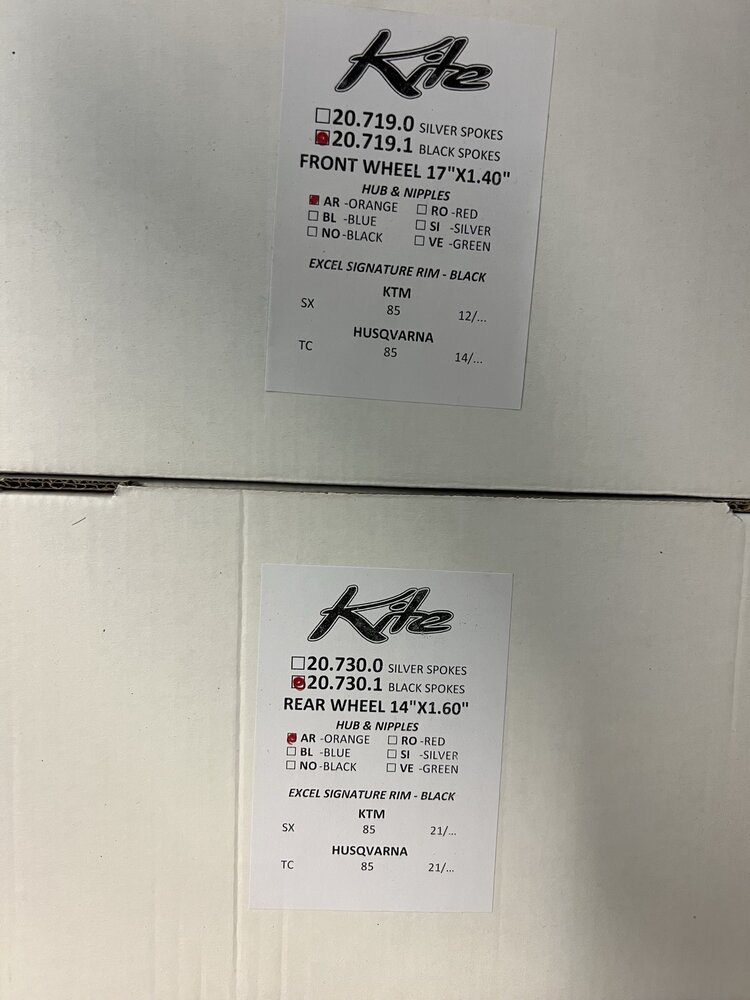 Kite
☐20.719.0 SILVER SPOKES
☒20.719.1 BLACK SPOKES
FRONT WHEEL 17"X1.40"
HUB & NIPPLES
☒ AR -ORANGE ☐ RO -RED
☐ BL -BLUE ☐ SI -SILVER
☐ NO -BLACK ☐ VE -GREEN
EXCEL SIGNATURE RIM - BLACK
KTM
SX 85 12/...
HUSQVARNA
TC 85 14/...
Kite
☐20.730.0 SILVER SPOKES
☒20.730.1 BLACK SPOKES
REAR WHEEL 14"X1.60"
HUB & NIPPLES
☒ AR -ORANGE ☐ RO -RED
☐ BL -BLUE ☐ SI -SILVER
☐ NO -BLACK ☐ VE -GREEN
EXCEL SIGNATURE RIM - BLACK
KTM
SX 85 21/...
HUSQVARNA
TC 85 21/...